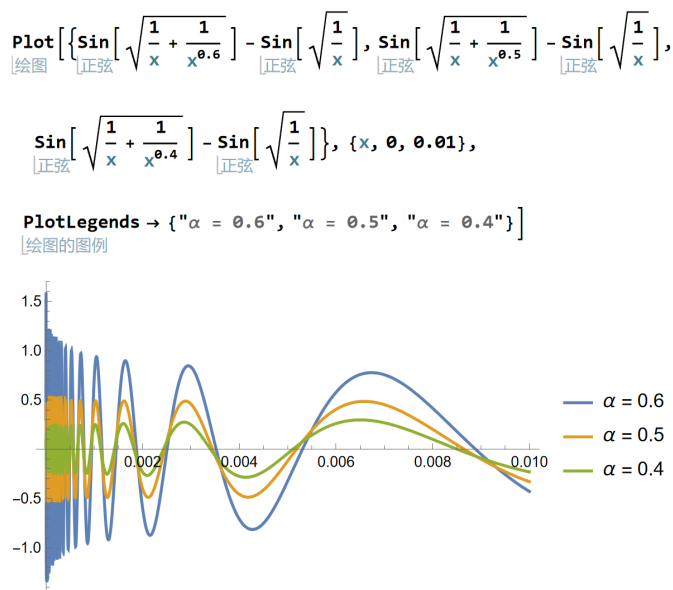 Plot[{Sin[√(1/x + 1/x^0.6)] - Sin[√(1/x)], Sin[√(1/x + 1/x^0.5)] - Sin[√(1/x)],
绘图 正弦 正弦 正弦 正弦
Sin[√(1/x + 1/x^0.4)] - Sin[√(1/x)]}, {x, 0, 0.01},
正弦 正弦
PlotLegends → {"α = 0.6", "α = 0.5", "α = 0.4"}]
绘图的图例
1.5
1.0
0.5
0.002 0.004 0.006 0.008 0.010
-0.5
-1.0
α = 0.6
α = 0.5
α = 0.4